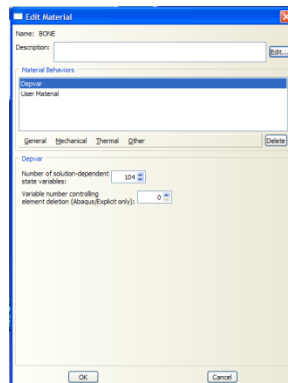 Edit Material
Name: BONE
Description:
Edit...
Material Behaviors
Depvar
User Material
General Mechanical Thermal Other
Delete
Depvar
Number of solution-dependent
state variables:
104
Variable number controlling
element deletion (Abaqus/Explicit only):
0
OK
Cancel